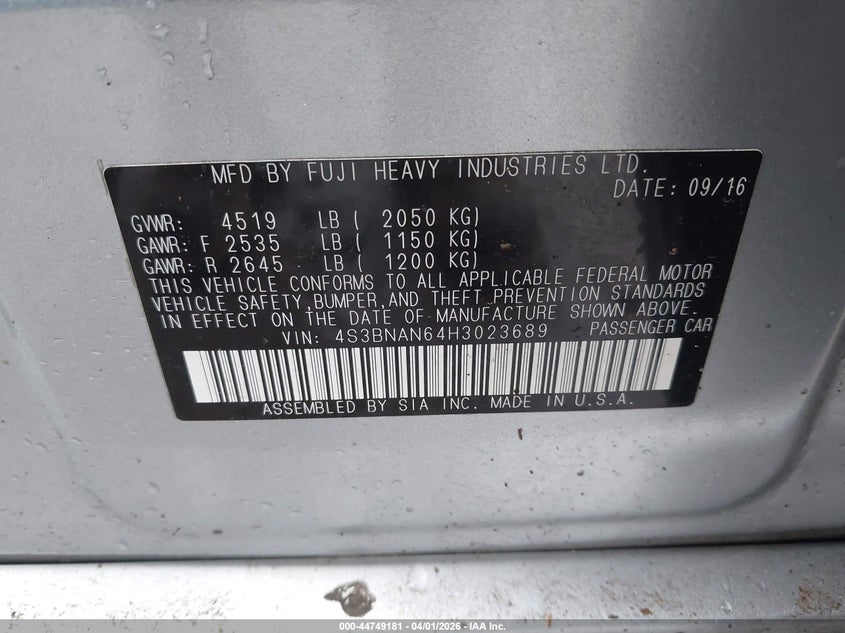 MFD BY FUJI HEAVY INDUSTRIES LTD.
DATE: 09/16
GVWR: 4519 LB ( 2050 KG)
GAWR: F 2535 LB ( 1150 KG)
GAWR: R 2645 LB ( 1200 KG)
THIS VEHICLE CONFORMS TO ALL APPLICABLE FEDERAL MOTOR
VEHICLE SAFETY,BUMPER,AND THEFT PREVENTION STANDARDS
IN EFFECT ON THE DATE OF MANUFACTURE SHOWN ABOVE.
VIN: 4S3BNAN64H3023689 PASSENGER CAR
ASSEMBLED BY SIA INC. MADE IN U.S.A.
000-44749181 - 04/01/2026 - IAA Inc.